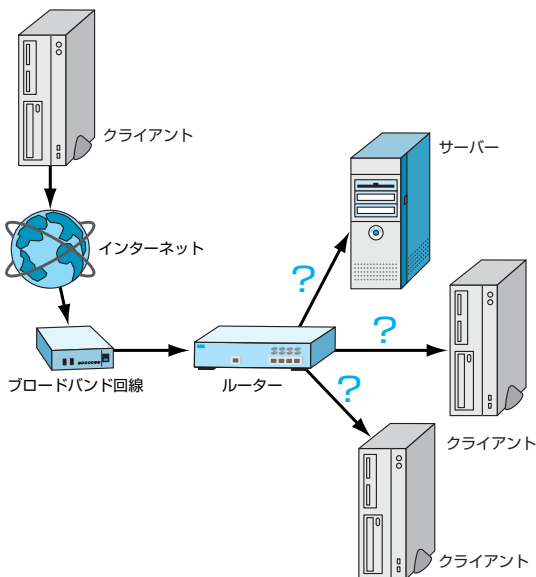 クライアント
サーバー
インターネット
?
?
ブロードバンド回線
ルーター
?
クライアント
クライアント